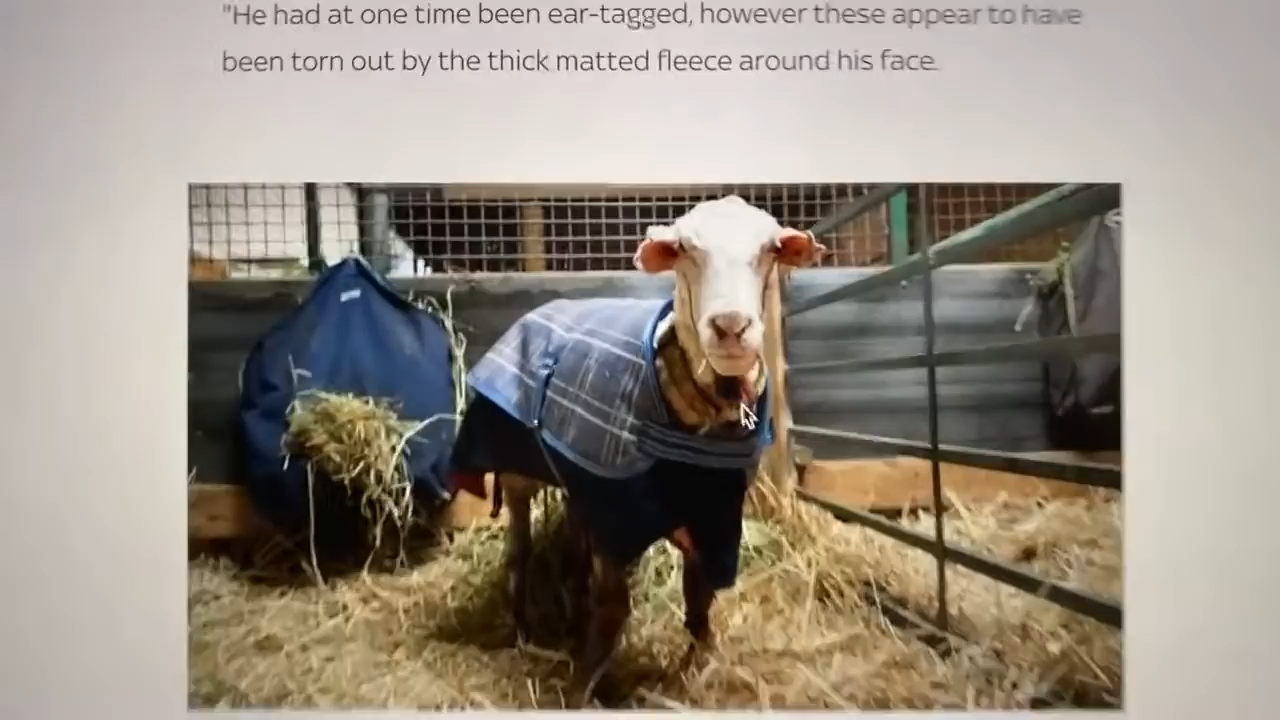 "He had at one time been ear-tagged, however these appear to have
been torn out by the thick matted fleece around his face.